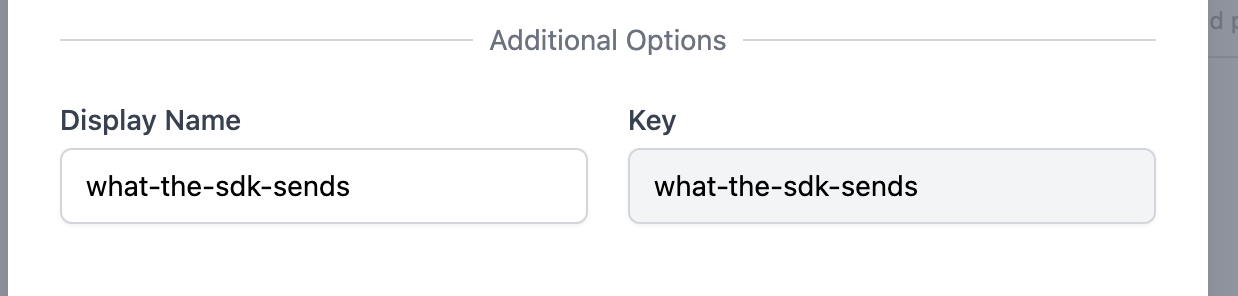 Additional Options
Display Name
Key
what-the-sdk-sends
what-the-sdk-sends